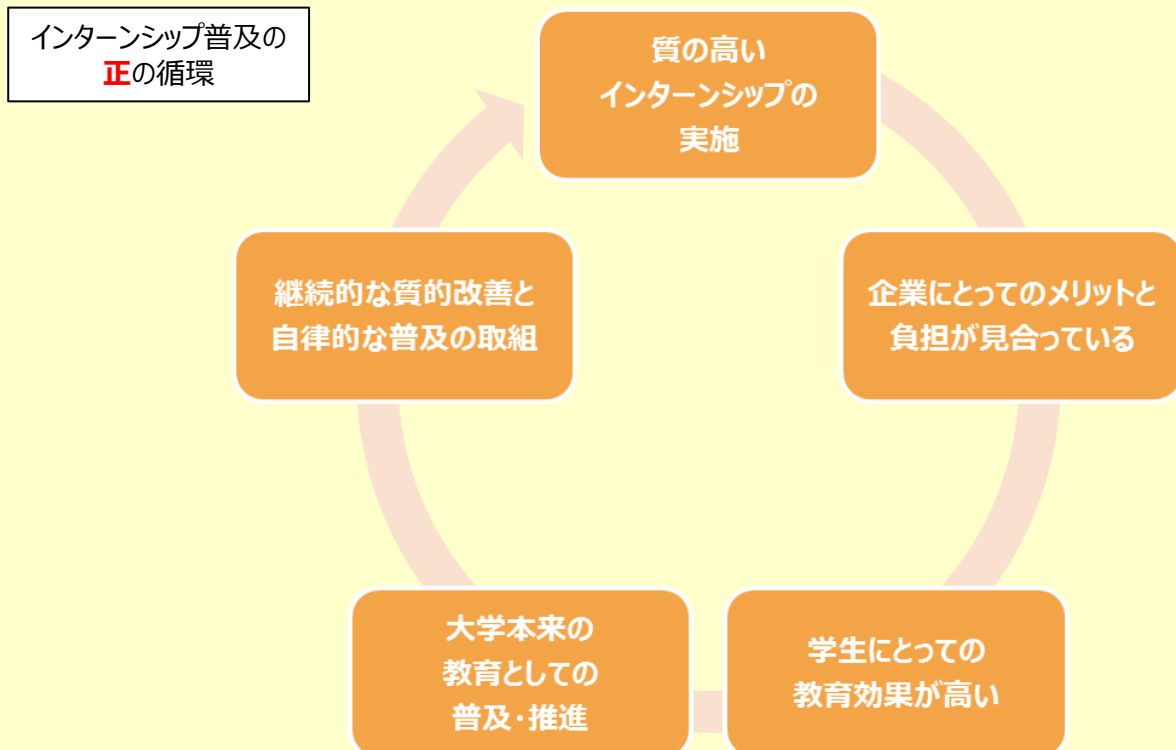 インターンシップ普及の
正の循環
質の高い
インターンシップの
実施
企業にとってのメリットと
負担が見合っている
学生にとっての
教育効果が高い
大学本来の
教育としての
普及・推進
継続的な質的改善と
自律的な普及の取組